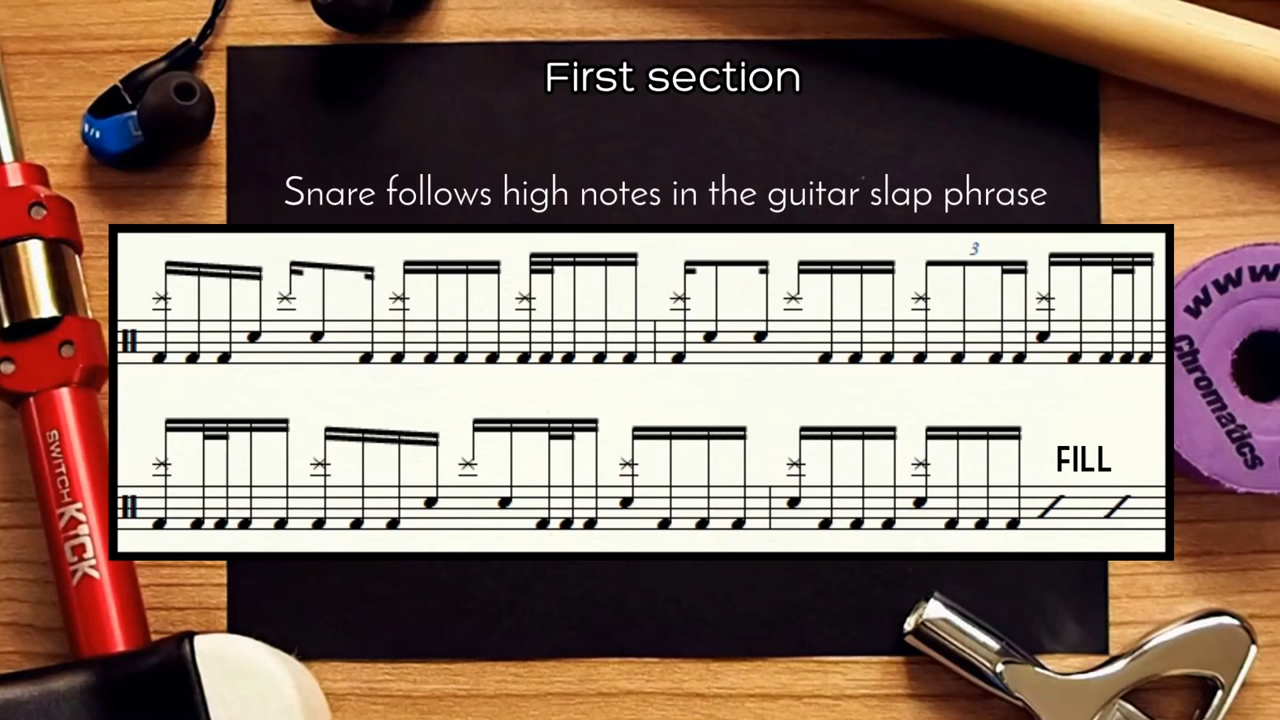 First section
Snare follows high notes in the guitar slap phrase
3
FILL
SWITCH KICK
WWW
Chromatics